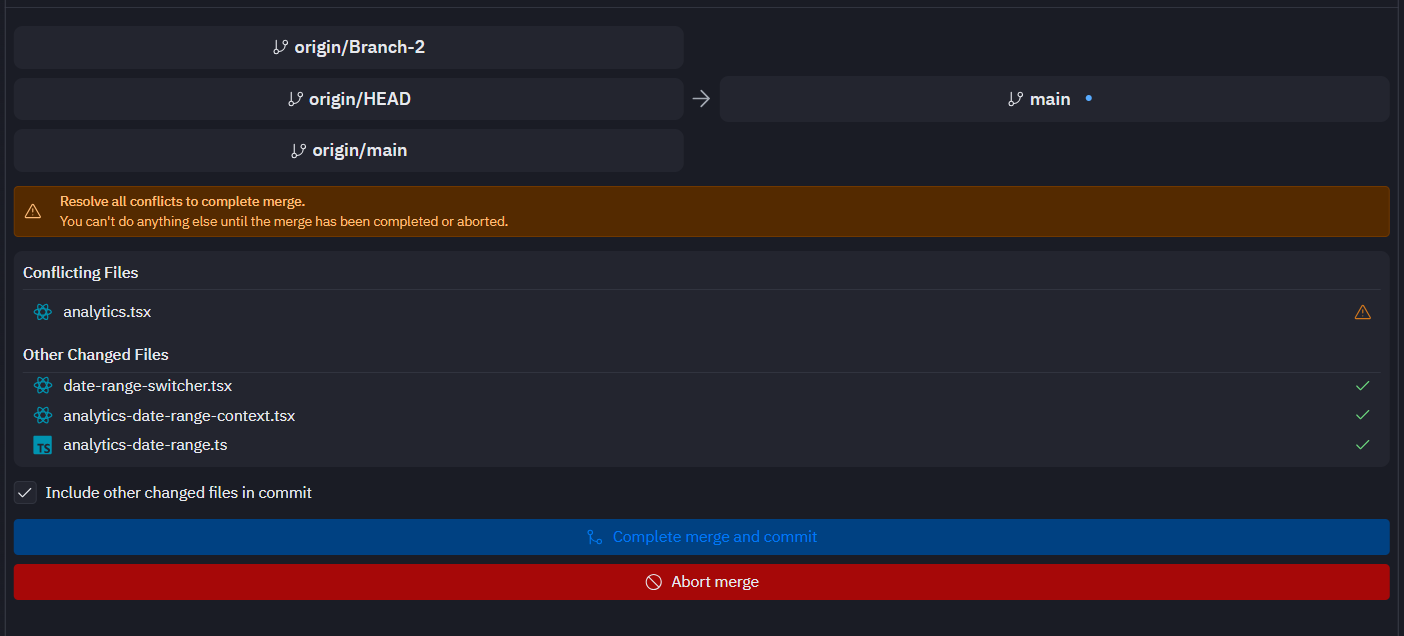 origin/Branch-2
origin/HEAD
main
origin/main
Resolve all conflicts to complete merge.
You can't do anything else until the merge has been completed or aborted.
Conflicting Files
analytics.tsx
Other Changed Files
date-range-switcher.tsx
analytics-date-range-context.tsx
TS analytics-date-range.ts
Include other changed files in commit
Complete merge and commit
Abort merge